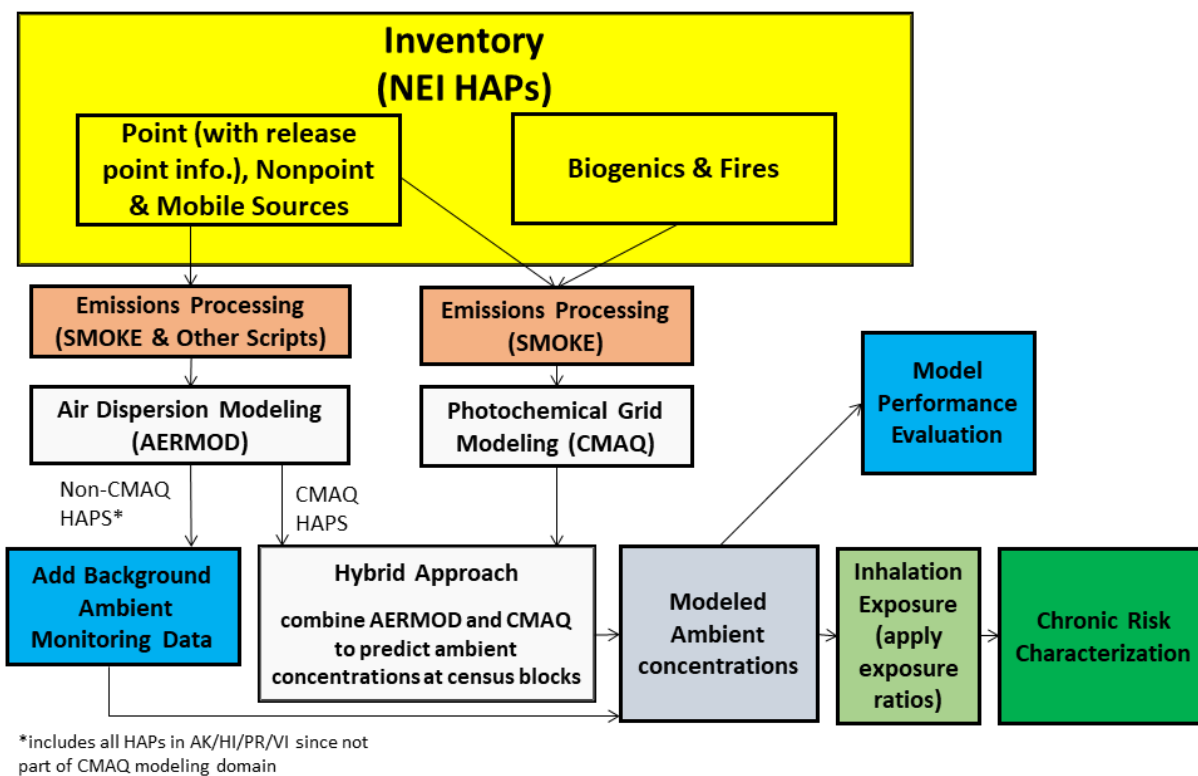 Inventory
(NEI HAPs)
Point (with release
point info.), Nonpoint
& Mobile Sources
Biogenics & Fires
Emissions Processing
(SMOKE & Other Scripts)
Emissions Processing
(SMOKE)
Air Dispersion Modeling
(AERMOD)
Photochemical Grid
Modeling (CMAQ)
Model
Performance
Evaluation
Non-CMAQ
HAPS*
CMAQ
HAPS
Add Background
Ambient
Monitoring Data
Hybrid Approach
combine AERMOD and CMAQ
to predict ambient
concentrations at census blocks
Modeled
Ambient
concentrations
Inhalation
Exposure
(apply
exposure
ratios)
Chronic Risk
Characterization
*includes all HAPs in AK/HI/PR/VI since not
part of CMAQ modeling domain